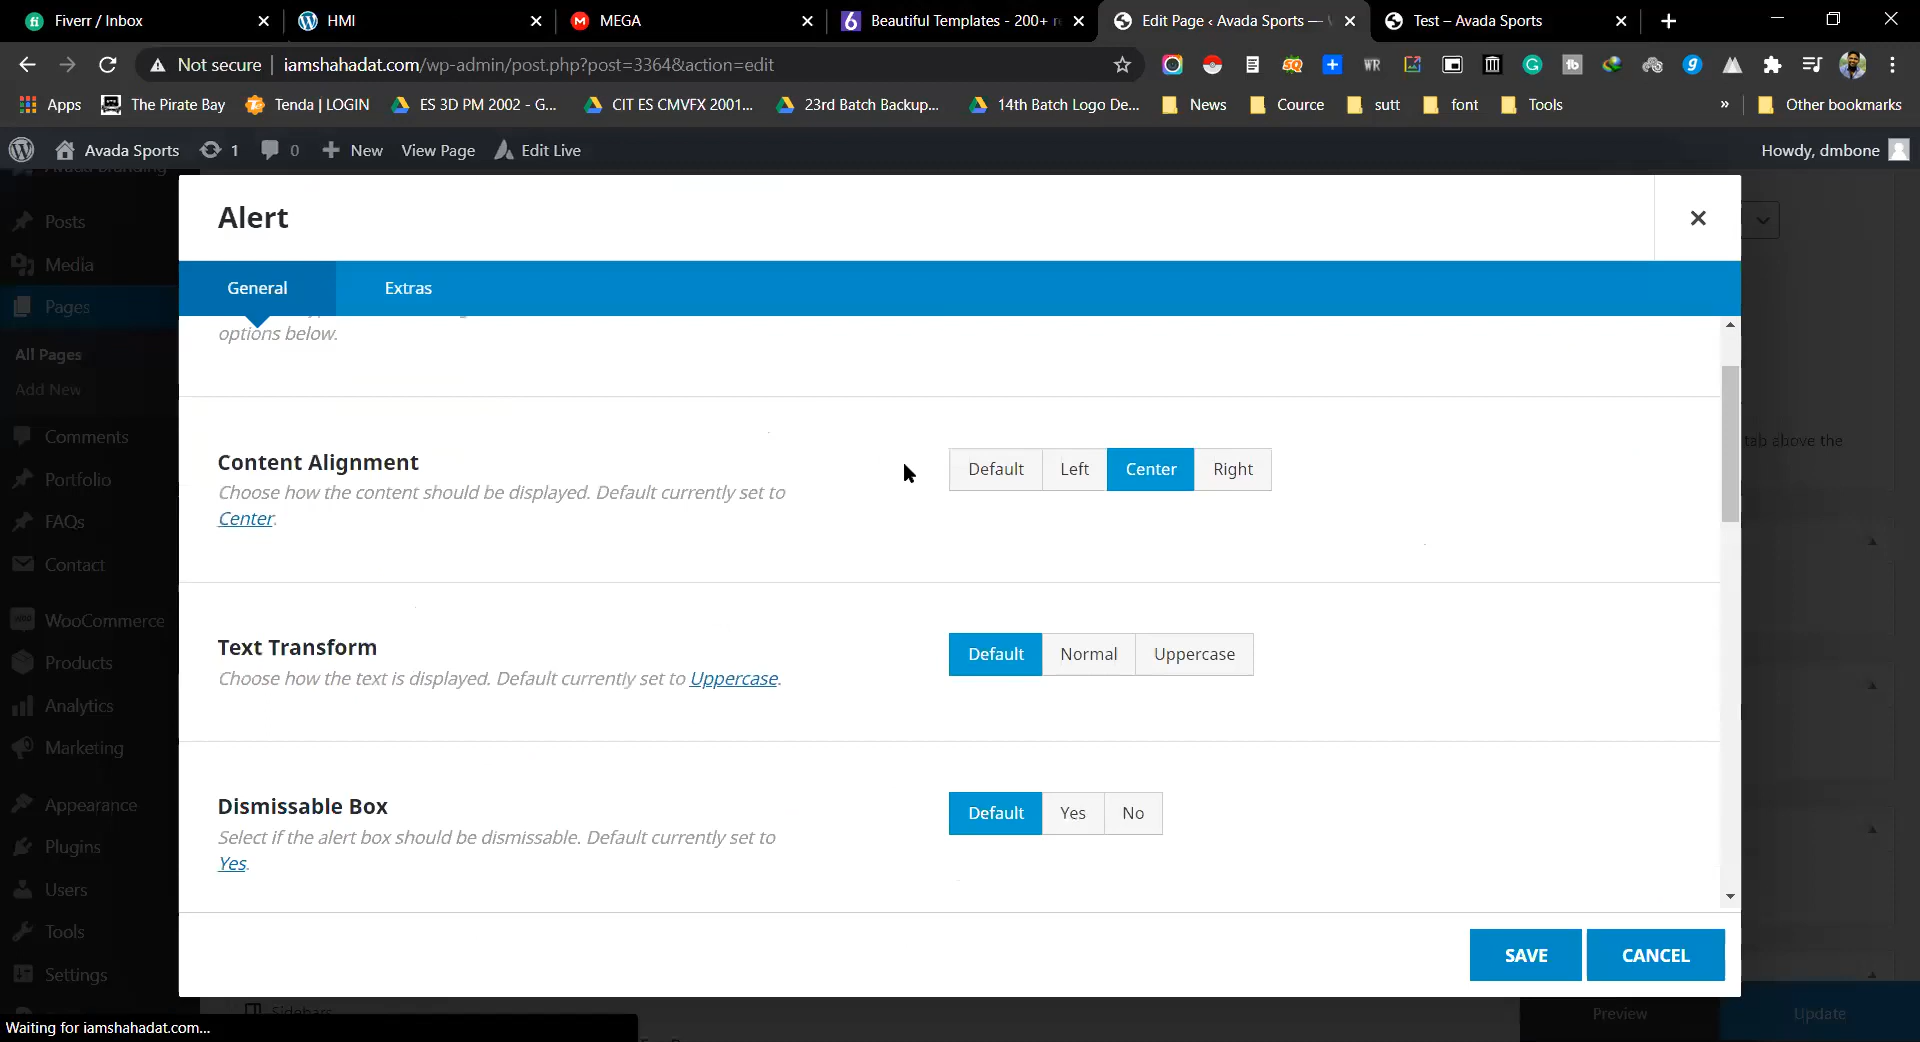 Fiverr / Inbox
HMI
MEGA
Beautiful Templates - 200+ r
Edit Page ‹ Avada Sports —
Test – Avada Sports
Not secure
iamshahadat.com/wp-admin/post.php?post=3364&action=edit
Apps
The Pirate Bay
Tenda | LOGIN
ES 3D PM 2002 - G...
CIT ES CMVFX 2001...
23rd Batch Backup...
14th Batch Logo De...
News
Cource
sutt
font
Tools
»
Other bookmarks
Avada Sports
1
0
New
View Page
Edit Live
Howdy, dmbone
Avada Branding
Posts
Media
Pages
All Pages
Add New
Comments
Portfolio
FAQs
Contact
WooCommerce
Products
Analytics
Marketing
Appearance
Plugins
Users
Tools
Settings
Alert
General
Extras
options below.
Content Alignment
Choose how the content should be displayed. Default currently set to
Center.
Default
Left
Center
Right
Text Transform
Choose how the text is displayed. Default currently set to Uppercase.
Default
Normal
Uppercase
Dismissable Box
Select if the alert box should be dismissable. Default currently set to
Yes.
Default
Yes
No
SAVE
CANCEL
tab above the
Sidebars
Preview
Update
Waiting for iamshahadat.com...